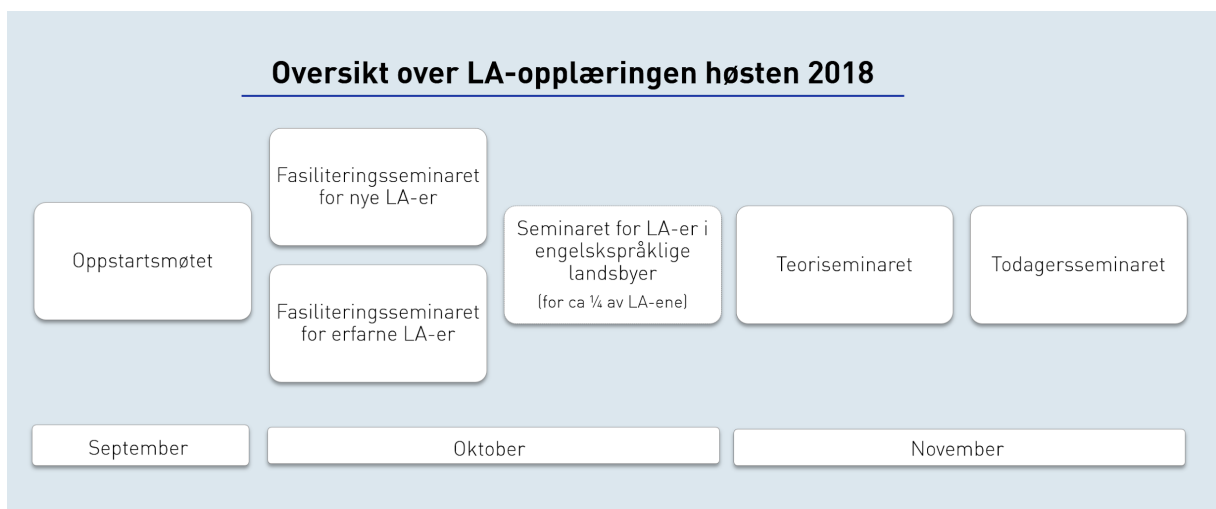 Oversikt over LA-opplæringen høsten 2018
Oppstartsmøtet
Fasiliteringsseminaret
for nye LA-er
Fasiliteringsseminaret
for erfarne LA-er
Seminaret for LA-er i
engelskspråklige
landsbyer
(for ca ¼ av LA-ene)
Teoriseminaret
Todagersseminaret
September
Oktober
November